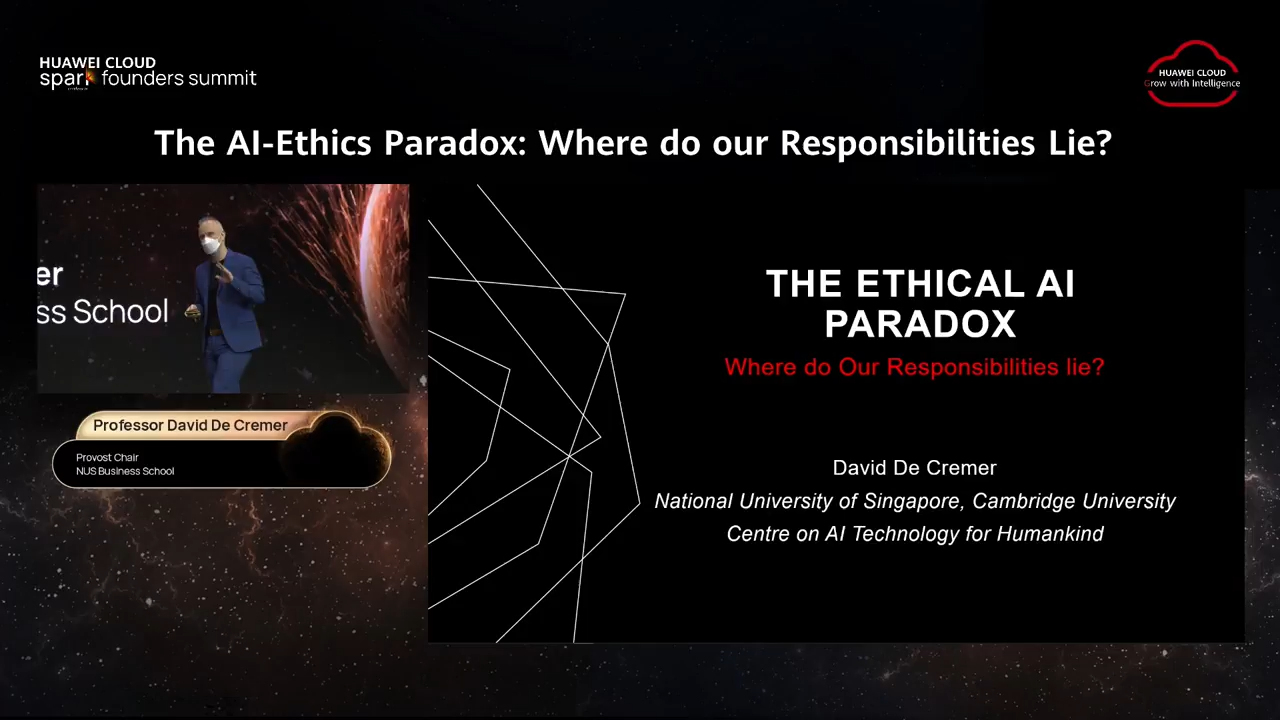 HUAWEI CLOUD
spark founders summit
HUAWEI CLOUD
Grow with Intelligence
The AI-Ethics Paradox: Where do our Responsibilities Lie?
er
ss School
Professor David De Cremer
Provost Chair
NUS Business School
THE ETHICAL AI
PARADOX
Where do Our Responsibilities lie?
David De Cremer
National University of Singapore, Cambridge University
Centre on AI Technology for Humankind